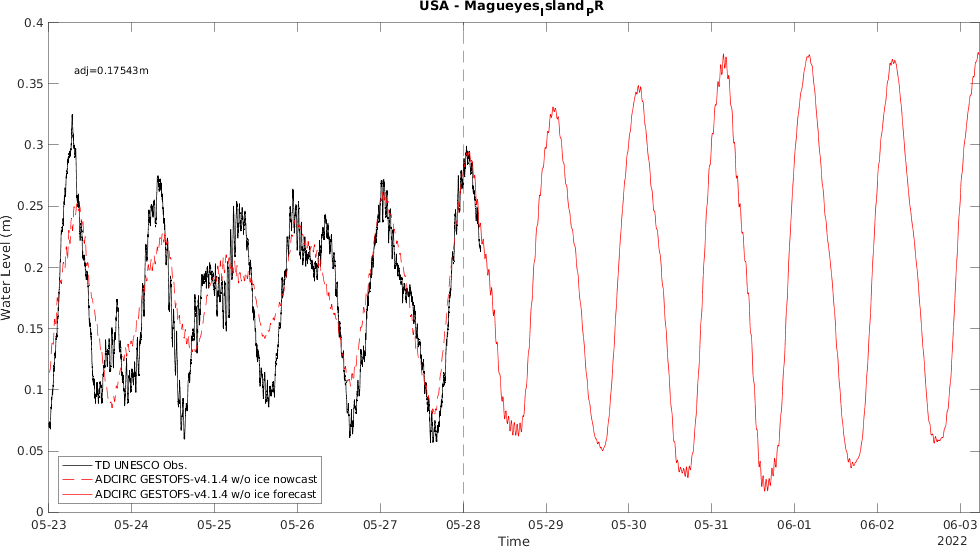 USA - Magueyes_Island_PR
0.4
0.35
0.3
0.25
0.2
0.15
0.1
0.05
0
Water Level (m)
adj=0.17543m
TD UNESCO Obs.
ADCIRC GESTOFS-v4.1.4 w/o ice nowcast
ADCIRC GESTOFS-v4.1.4 w/o ice forecast
05-23 05-24 05-25 05-26 05-27 05-28 05-29 05-30 05-31 06-01 06-02 06-03
Time
2022